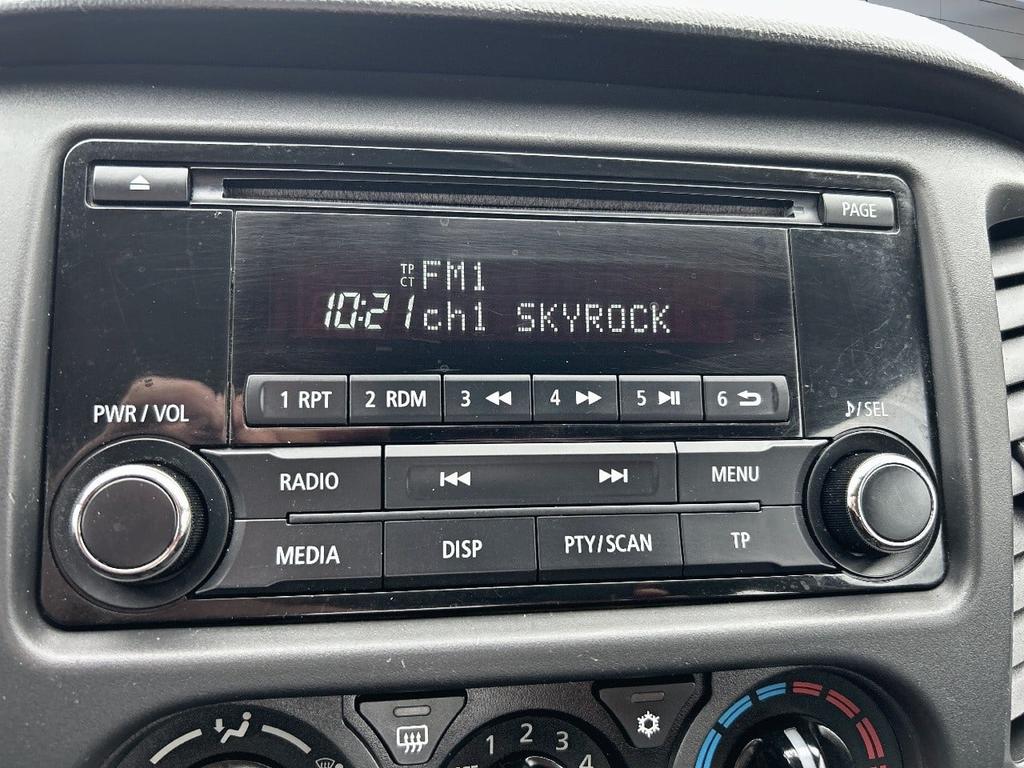 PAGE
TP FM1
CT
10:21 ch1 SKYROCK
1 RPT 2 RDM 3 4 5 6
PWR / VOL
/SEL
RADIO MENU
MEDIA DISP PTY/SCAN TP
1 2 3 4